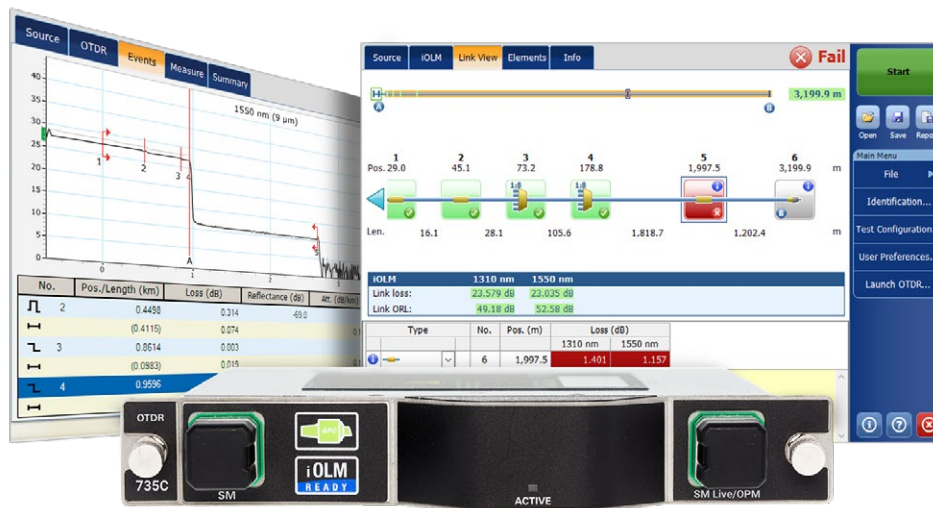 Source
OTDR
Events
Measure
Summary
40
35
30
25
20
15
10
5
0
1550 nm (9 μm)
1
2
3
4
A
0
1
2
No. Pos./Length (km) Loss (dB) Reflectance (dB) Att. (dB/km)
2 0.4498 0.314 -69.0
(0.4115) 0.074
3 0.8614 0.003
(0.0983) 0.019
4 0.9596
Source iOLM Link View Elements Info
Fail
3,199.9 m
A B
1 2 3 4 5 6
Pos. 29.0 45.1 73.2 178.8 1,997.5 3,199.9 m
1:8 1:8
B
Len. 16.1 28.1 105.6 1,818.7 1,202.4 m
iOLM 1310 nm 1550 nm
Link loss: 23.579 dB 23.035 dB
Link ORL: 49.18 dB 52.58 dB
Type No. Pos. (m) Loss (dB)
1310 nm 1550 nm
6 1,997.5 1.401 1.157
Start
Open Save Repo
Main Menu
File
Identification...
Test Configuration.
User Preferences..
Launch OTDR...
OTDR
735C
SM
APC
iOLM
READY
ACTIVE
SM Live/OPM